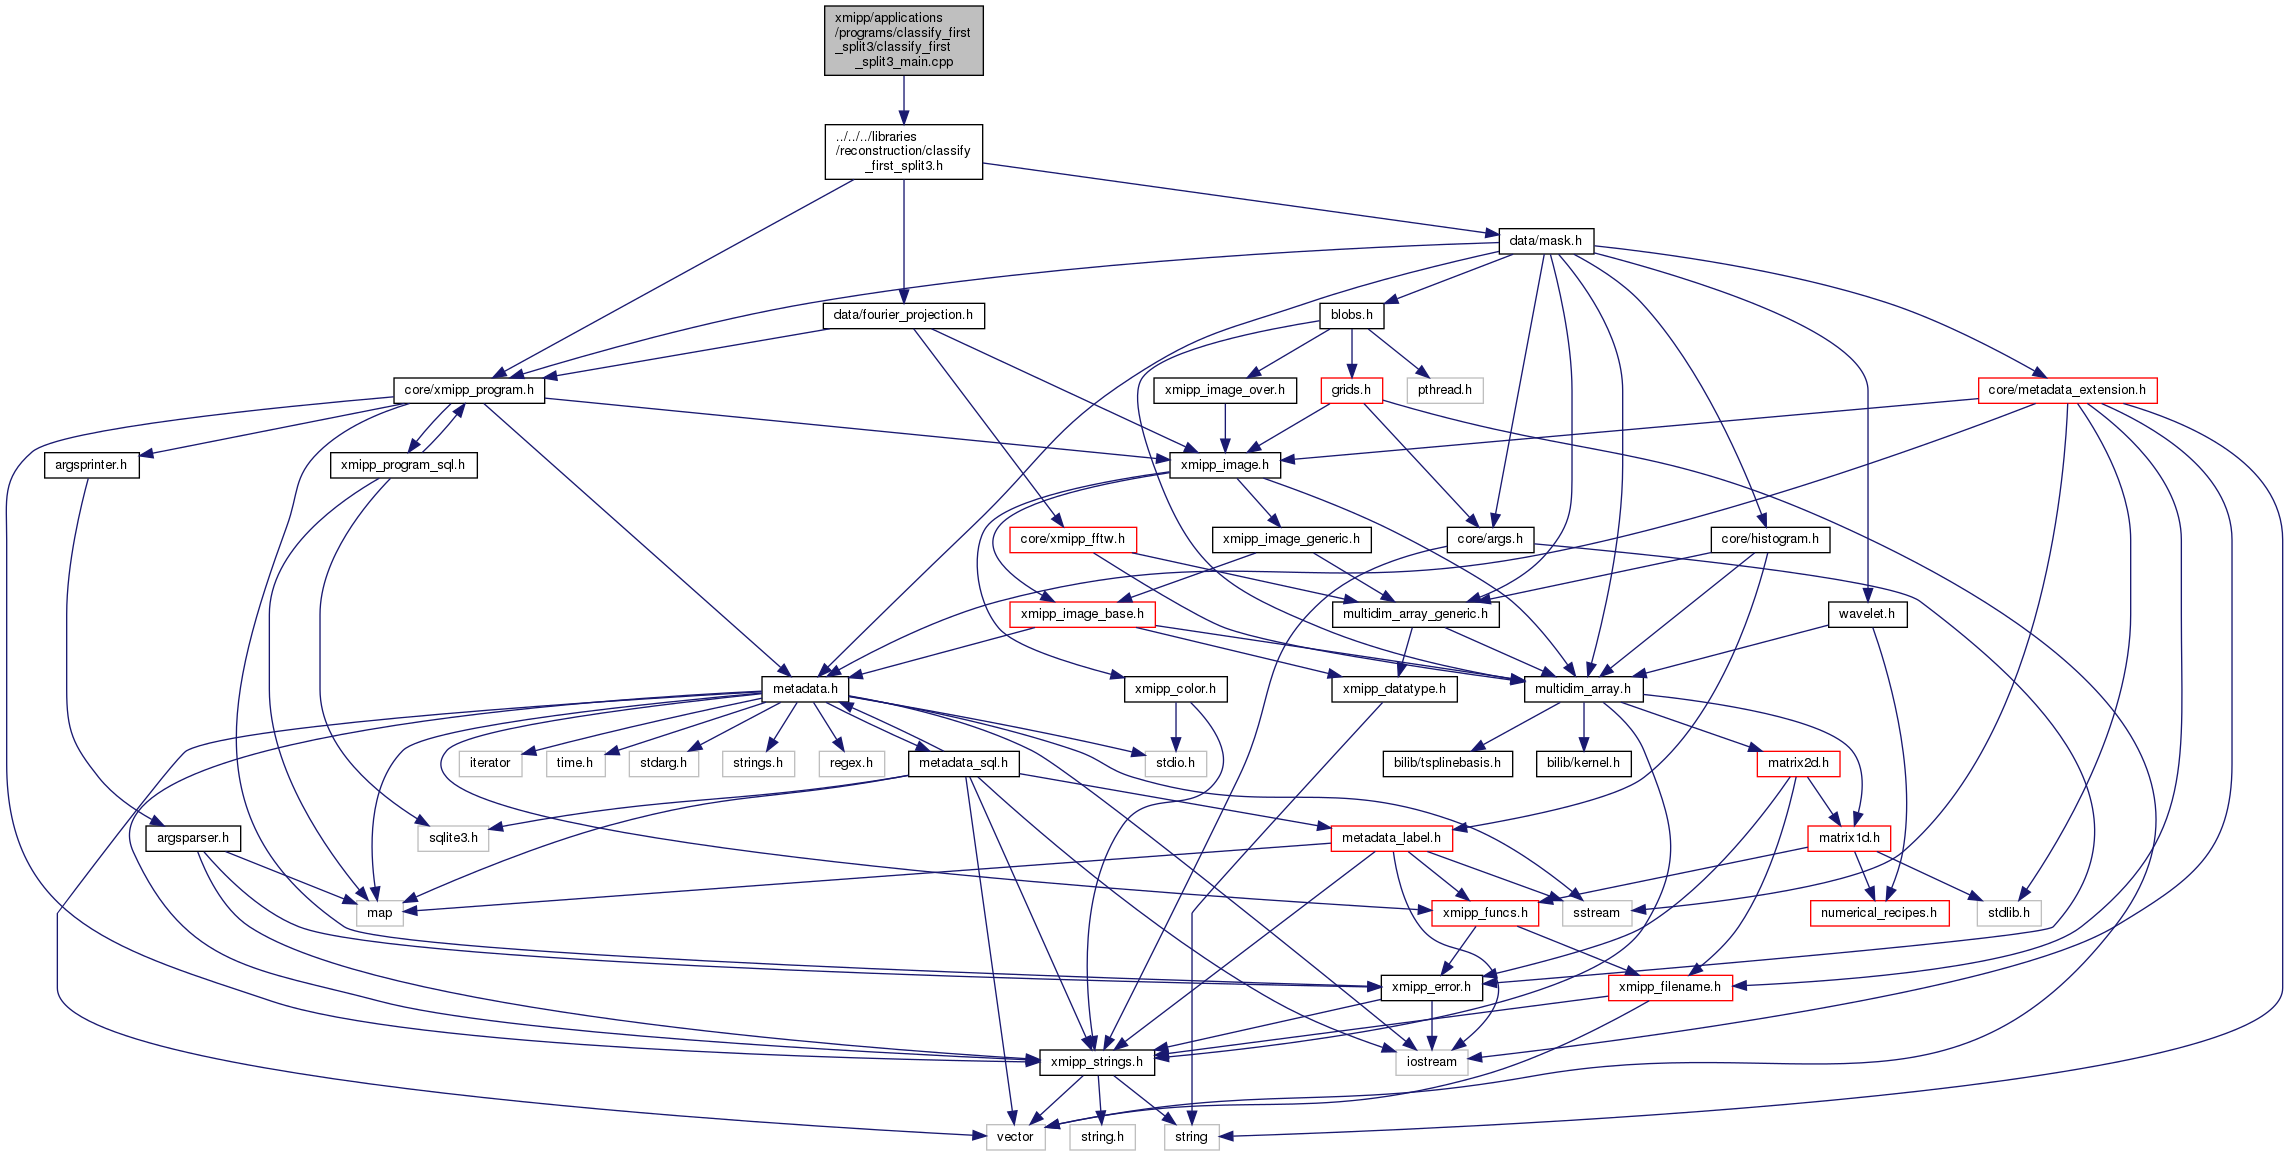 xmipp/applications
/programs/classify_first
_split3/classify_first
_split3_main.cpp
../../../libraries
/reconstruction/classify
_first_split3.h
data/mask.h
data/fourier_projection.h
blobs.h
core/xmipp_program.h
xmipp_image_over.h
grids.h
pthread.h
core/metadata_extension.h
argsprinter.h
xmipp_program_sql.h
xmipp_image.h
core/xmipp_fftw.h
xmipp_image_generic.h
core/args.h
core/histogram.h
xmipp_image_base.h
multidim_array_generic.h
wavelet.h
metadata.h
xmipp_color.h
xmipp_datatype.h
multidim_array.h
iterator
time.h
stdarg.h
strings.h
regex.h
metadata_sql.h
stdio.h
bilib/tsplinebasis.h
bilib/kernel.h
matrix2d.h
argsparser.h
sqlite3.h
metadata_label.h
matrix1d.h
map
xmipp_funcs.h
sstream
numerical_recipes.h
stdlib.h
xmipp_error.h
xmipp_filename.h
xmipp_strings.h
iostream
vector
string.h
string